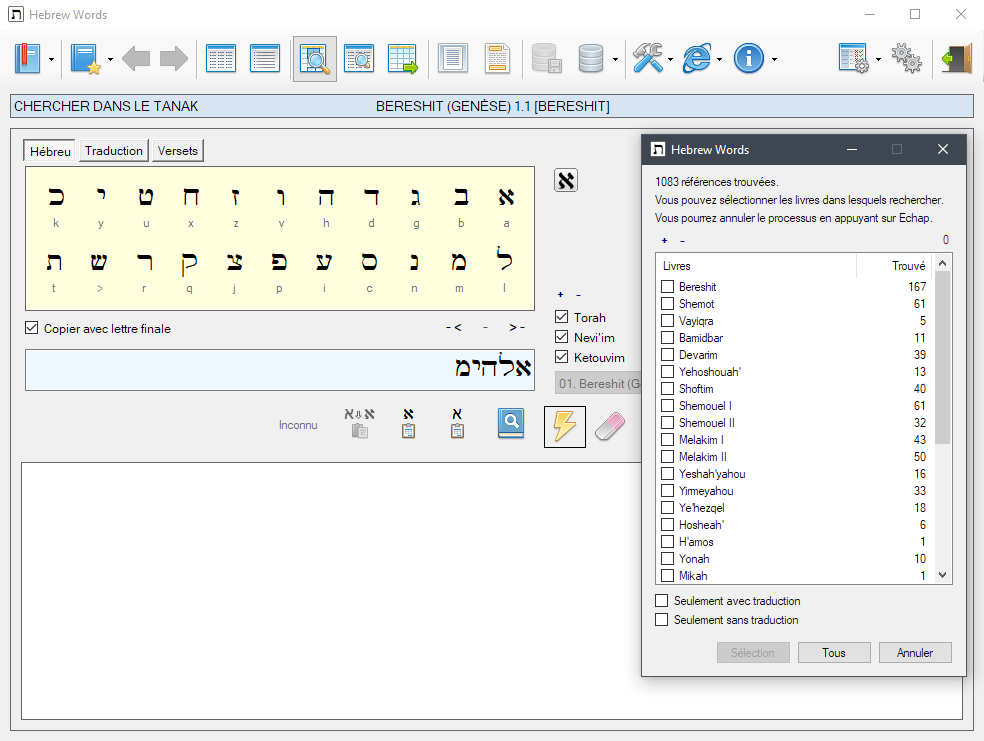 Hebrew Words
CHERCHER DANS LE TANAK BERESHIT (GENÈSE) 1.1 [BERESHIT]
Hébreu Traduction Versets
א ב ג ד ה ו ז ח ט י כ
k y u x z v h d g b a
ל מ נ ס ע פ צ ק ר ש ת
t > r q j p i c n m l
א
+ -
Copier avec lettre finale
- < - > -
Torah
Nevi'im
Ketouvim
01. Bereshit (G
אלהימ
Inconnu
א א
א
א
Hebrew Words
1083 références trouvées.
Vous pouvez sélectionner les livres dans lesquels rechercher.
Vous pourrez annuler le processus en appuyant sur Echap.
+ - 0
Livres Trouvé
Bereshit 167
Shemot 61
Vayiqra 5
Bamidbar 11
Devarim 39
Yehoshouah' 13
Shoftim 40
Shemouel I 61
Shemouel II 32
Melakim I 43
Melakim II 50
Yeshah'yahou 16
Yirmeyahou 33
Ye'hezqel 18
Hosheah' 6
H'amos 1
Yonah 10
Mikah 1
Seulement avec traduction
Seulement sans traduction
Sélection Tous Annuler